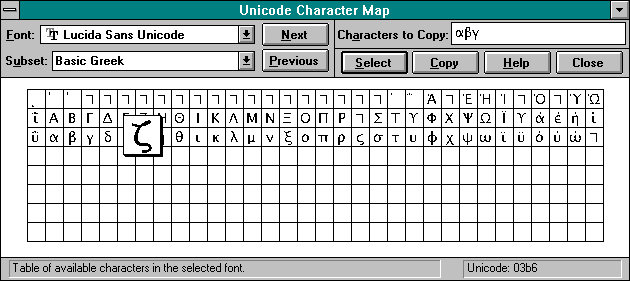 Unicode Character Map
Font: Lucida Sans Unicode Next
Characters to Copy: αβγ
Subset: Basic Greek Previous
Select Copy Help Close
΄ ΅ Ά Έ Ή Ί Ό Ύ Ώ
ΐ Α Β Γ Δ Θ Ι Κ Λ Μ Ν Ξ Ο Π Ρ Σ Τ Υ Φ Χ Ψ Ω Ϊ Ϋ ά έ ή ί
ΰ α β γ δ ζ η θ ι κ λ μ ν ξ ο π ρ ς σ τ υ φ χ ψ ω ϊ ϋ ό ύ ώ
Table of available characters in the selected font. Unicode: 03b6